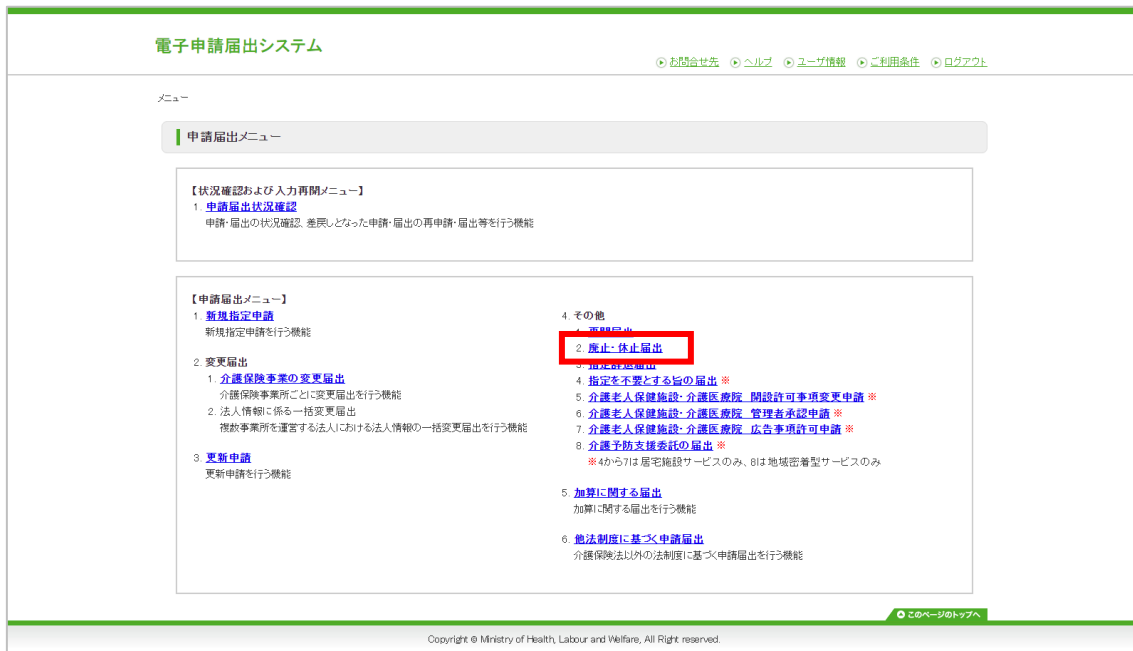 電子申請届出システム
お問合せ先 ヘルプ ユーザ情報 ご利用条件 ログアウト
メニュー
申請届出メニュー
【状況確認および入力再開メニュー】
1. 申請届出状況確認
申請・届出の状況確認、差戻しとなった申請・届出の再申請・届出等を行う機能
【申請届出メニュー】
1. 新規指定申請
新規指定申請を行う機能
2. 変更届出
1. 介護保険事業の変更届出
介護保険事業所ごとに変更届出を行う機能
2. 法人情報に係る一括変更届出
複数事業所を運営する法人における法人情報の一括変更届出を行う機能
3. 更新申請
更新申請を行う機能
4. その他
1. 再開届出
2. 廃止・休止届出
3. 指定辞退届出
4. 指定を不要とする旨の届出 ※
5. 介護老人保健施設・介護医療院 開設許可事項変更申請 ※
6. 介護老人保健施設・介護医療院 管理者承認申請 ※
7. 介護老人保健施設・介護医療院 広告事項許可申請 ※
8. 介護予防支援委託の届出 ※
※4から7は居宅施設サービスのみ、8は地域密着型サービスのみ
5. 加算に関する届出
加算に関する届出を行う機能
6. 他法制度に基づく申請届出
介護保険法以外の法制度に基づく申請届出を行う機能
このページのトップへ
Copyright © Ministry of Health, Labour and Welfare, All Right reserved.